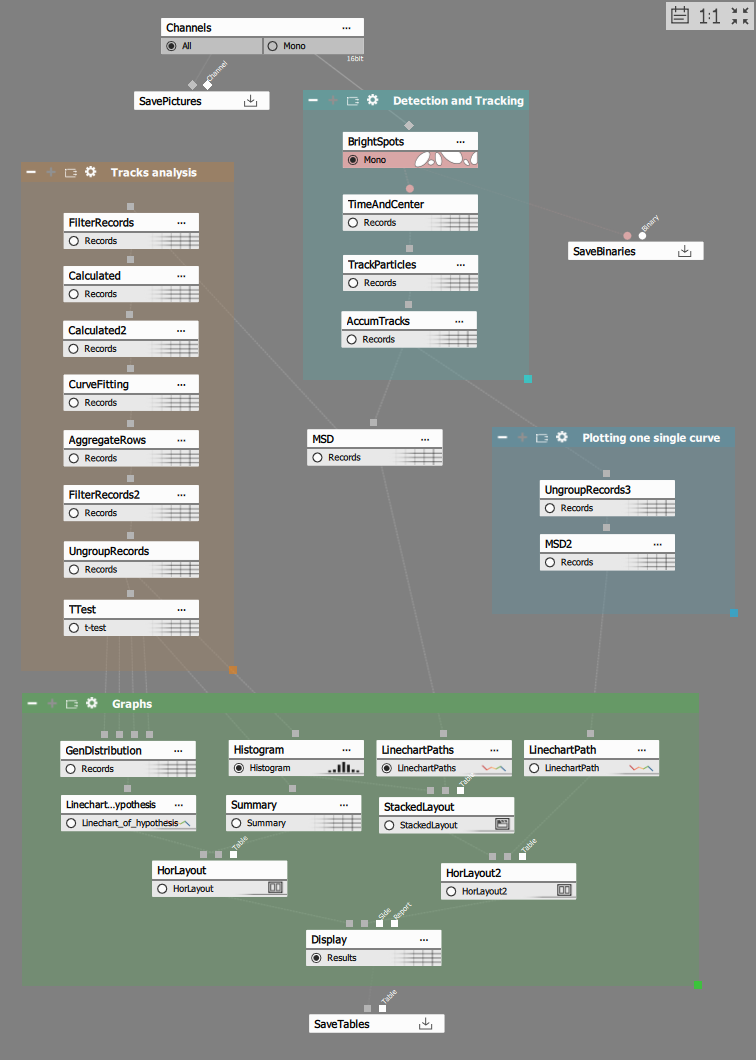 1:1
Channels ...
All Mono
16bit
Channel
SavePictures
Detection and Tracking
BrightSpots ...
Mono
Tracks analysis
TimeAndCenter
Records
FilterRecords ...
Records
Binary
SaveBinaries
TrackParticles ...
Records
Calculated ...
Records
AccumTracks ...
Records
Calculated2 ...
Records
CurveFitting ...
Records
AggregateRows ...
Records
MSD ...
Records
Plotting one single curve
FilterRecords2 ...
Records
UngroupRecords3
Records
UngroupRecords
Records
MSD2 ...
Records
TTest ...
t-test
Graphs
GenDistribution ...
Records
Histogram ...
Histogram
LinechartPaths ...
LinechartPaths
LinechartPath ...
LinechartPath
Table
Linechart...ypothesis ...
Linechart_of_hypothesis
Summary ...
Summary
StackedLayout
StackedLayout
Table
Table
HorLayout
HorLayout
HorLayout2
HorLayout2
Side
Report
Display ...
Results
Table
SaveTables